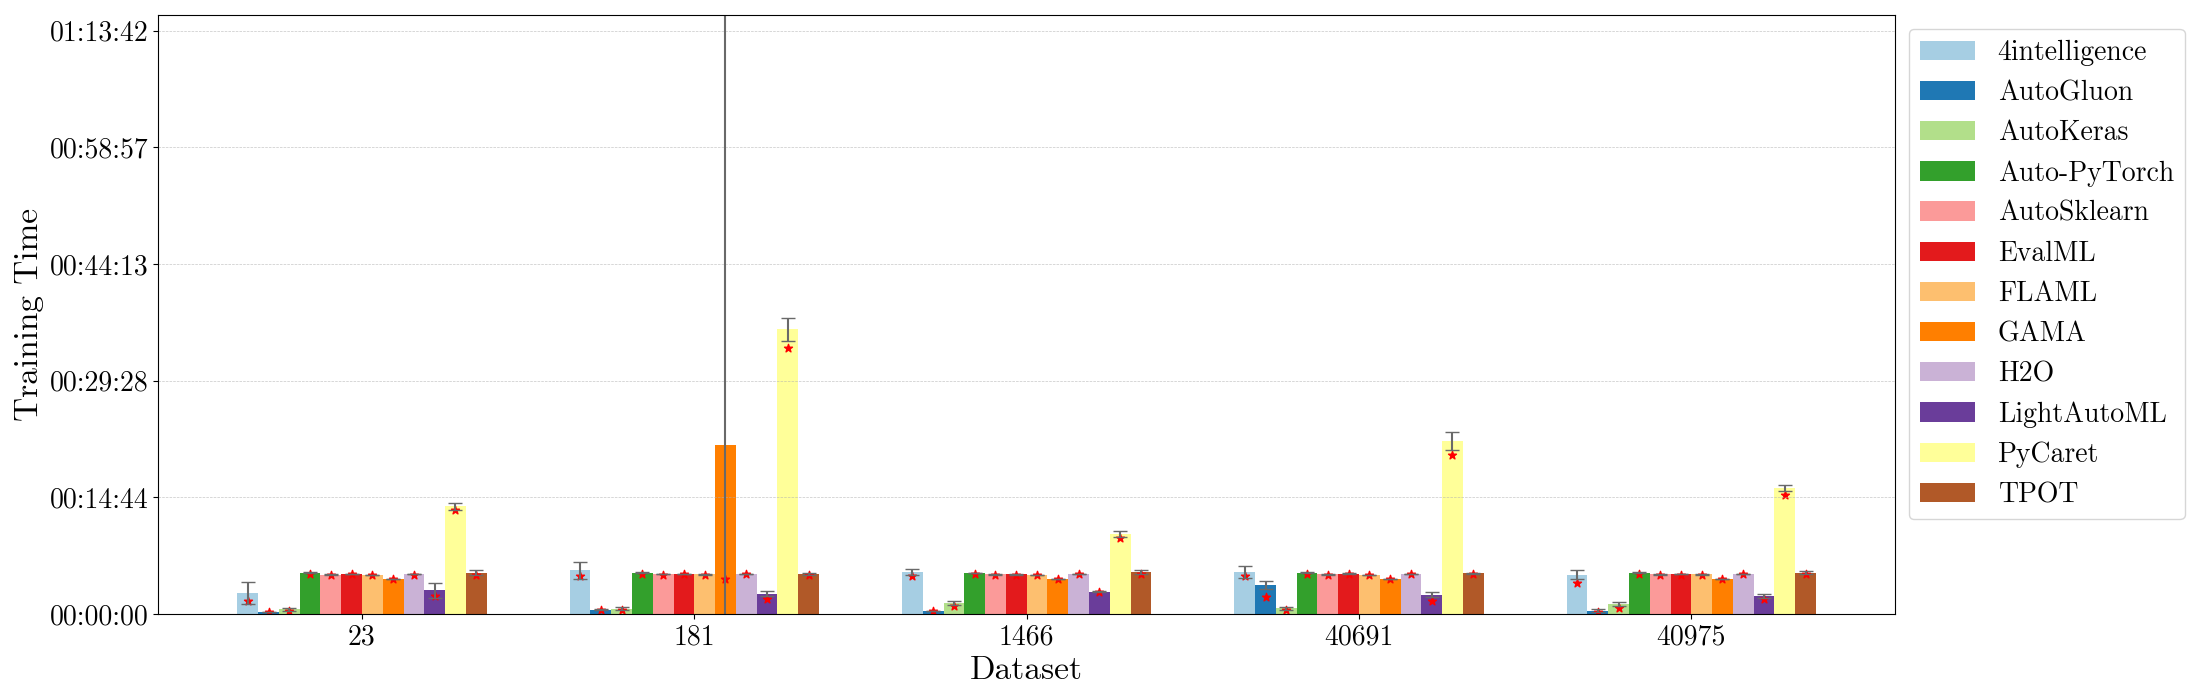 01:13:42
00:58:57
00:44:13
00:29:28
00:14:44
00:00:00
Training Time
23
181
1466
40691
40975
Dataset
4intelligence
AutoGluon
AutoKeras
Auto-PyTorch
AutoSklearn
EvalML
FLAML
GAMA
H2O
LightAutoML
PyCaret
TPOT